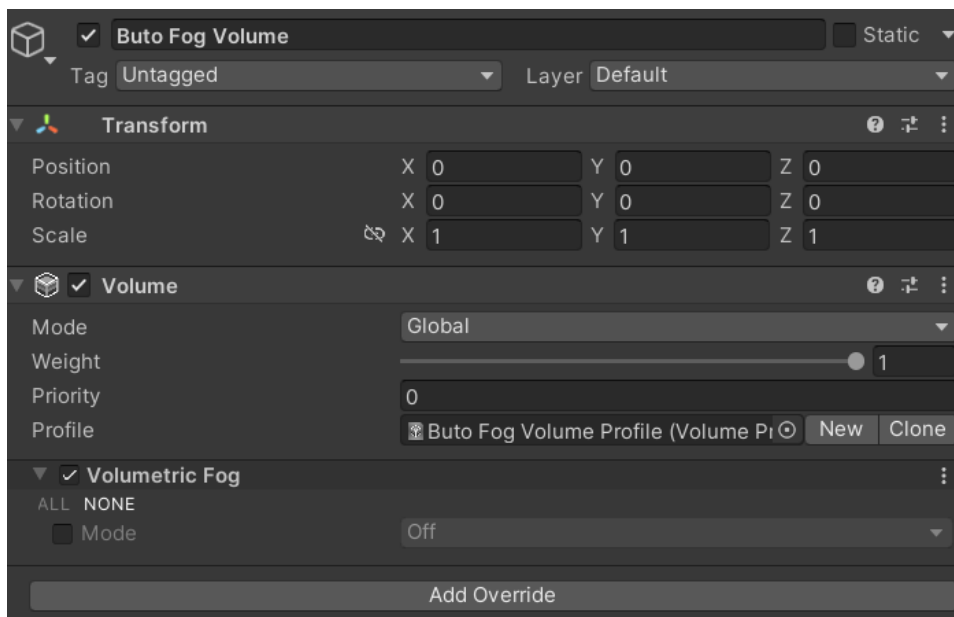 Buto Fog Volume Static
Tag Untagged Layer Default
Transform
Position X 0 Y 0 Z 0
Rotation X 0 Y 0 Z 0
Scale X 1 Y 1 Z 1
Volume
Mode Global
Weight 1
Priority 0
Profile Buto Fog Volume Profile (Volume Pr New Clone
Volumetric Fog
ALL NONE
Mode Off
Add Override